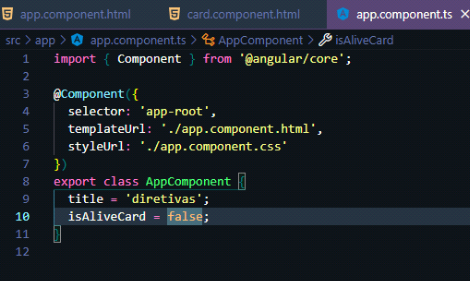 app.component.html card.component.html app.component.ts
src > app > app.component.ts > AppComponent > isAliveCard
1 import { Component } from '@angular/core';
2
3 @Component({
4 selector: 'app-root',
5 templateUrl: './app.component.html',
6 styleUrl: './app.component.css'
7 })
8 export class AppComponent {
9 title = 'diretivas';
10 isAliveCard = false;
11 }
12